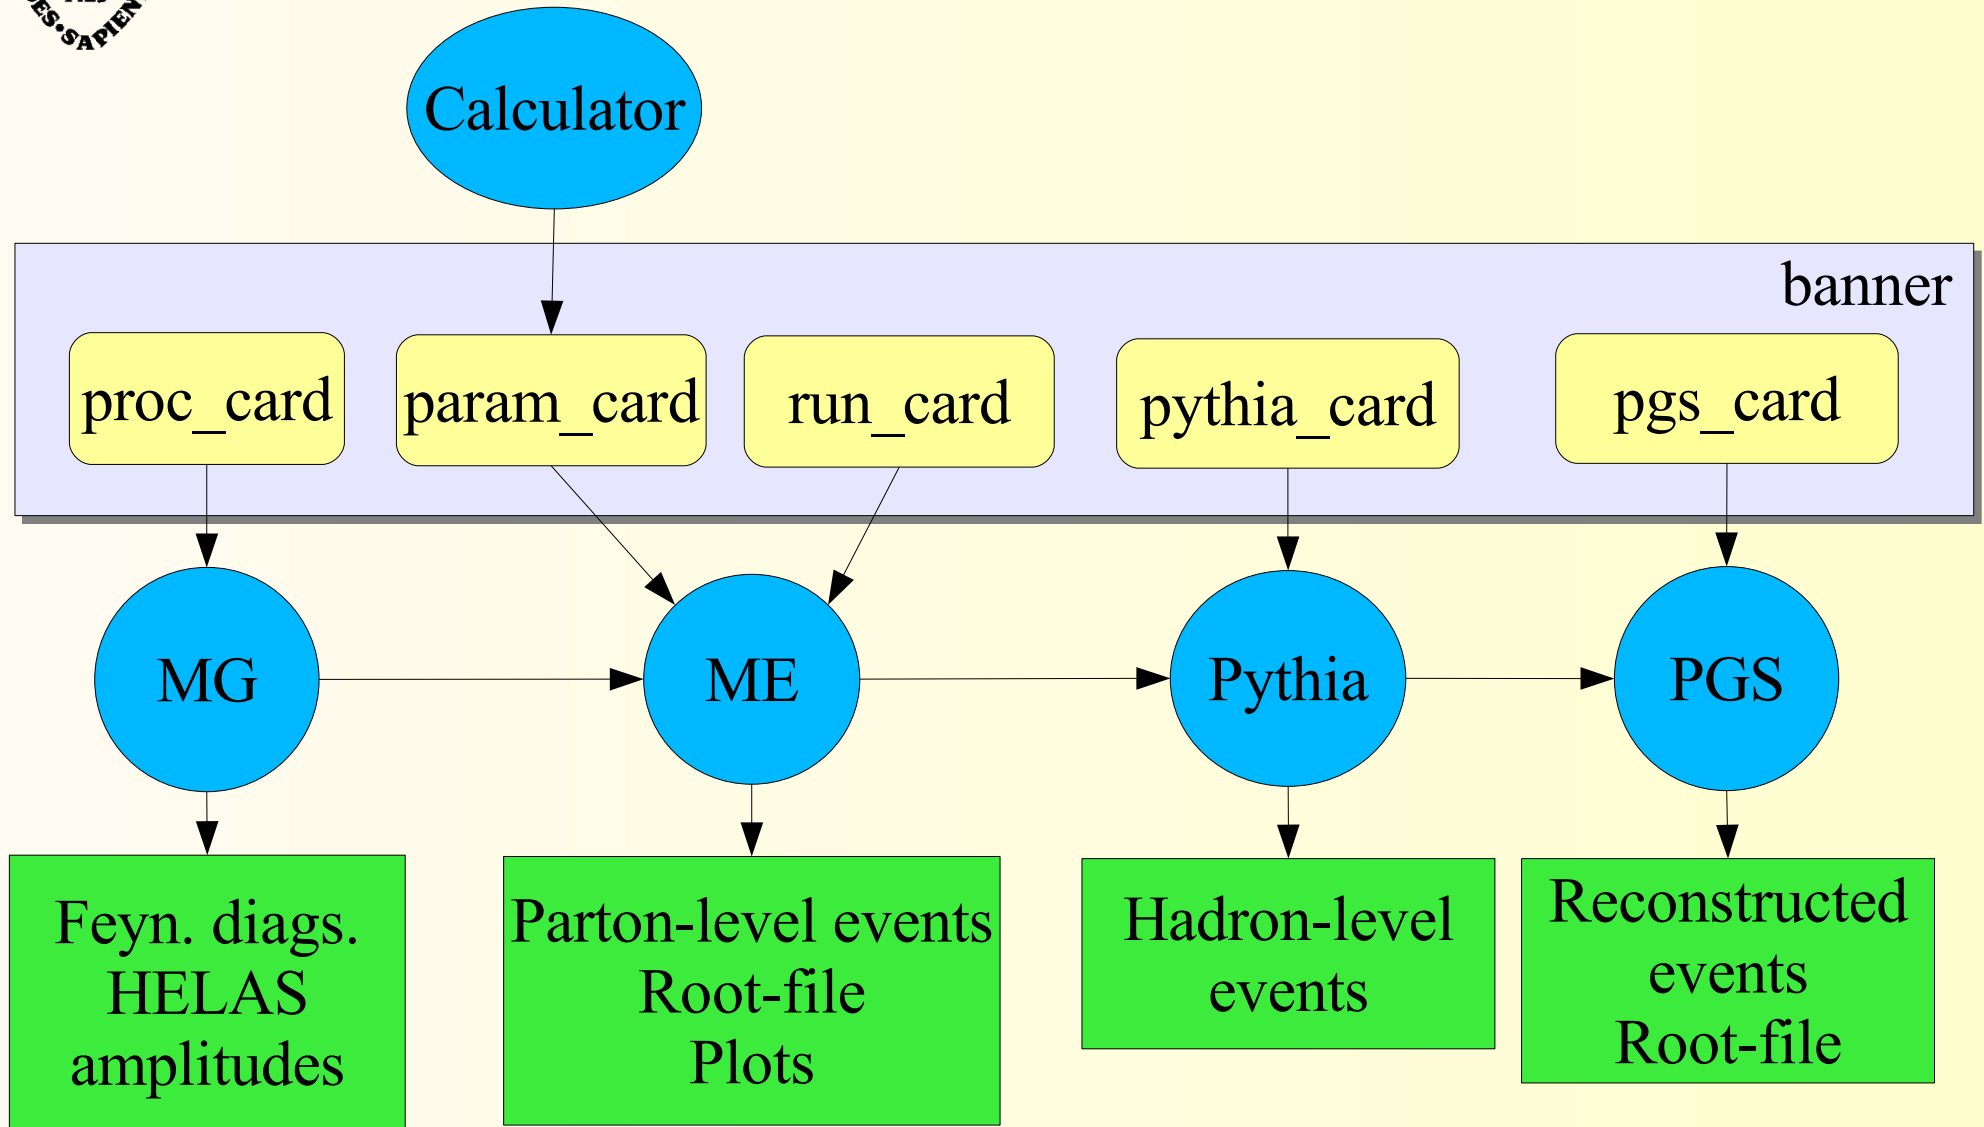 Calculator
banner
proc_card
param_card
run_card
pythia_card
pgs_card
MG
ME
Pythia
PGS
Feyn. diags.
HELAS
amplitudes
Parton-level events
Root-file
Plots
Hadron-level
events
Reconstructed
events
Root-file